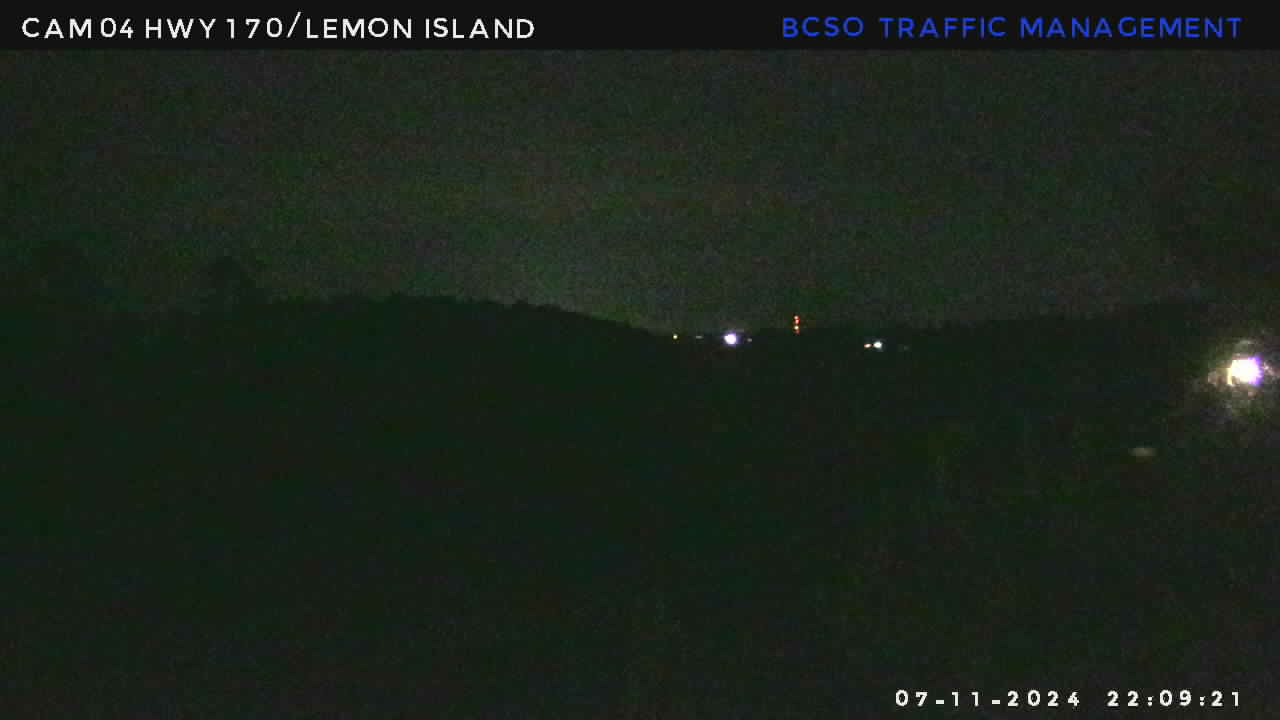 CAM04 HWY 170/LEMON ISLAND
BCSO TRAFFIC MANAGEMENT
07-11-2024 22:09:21